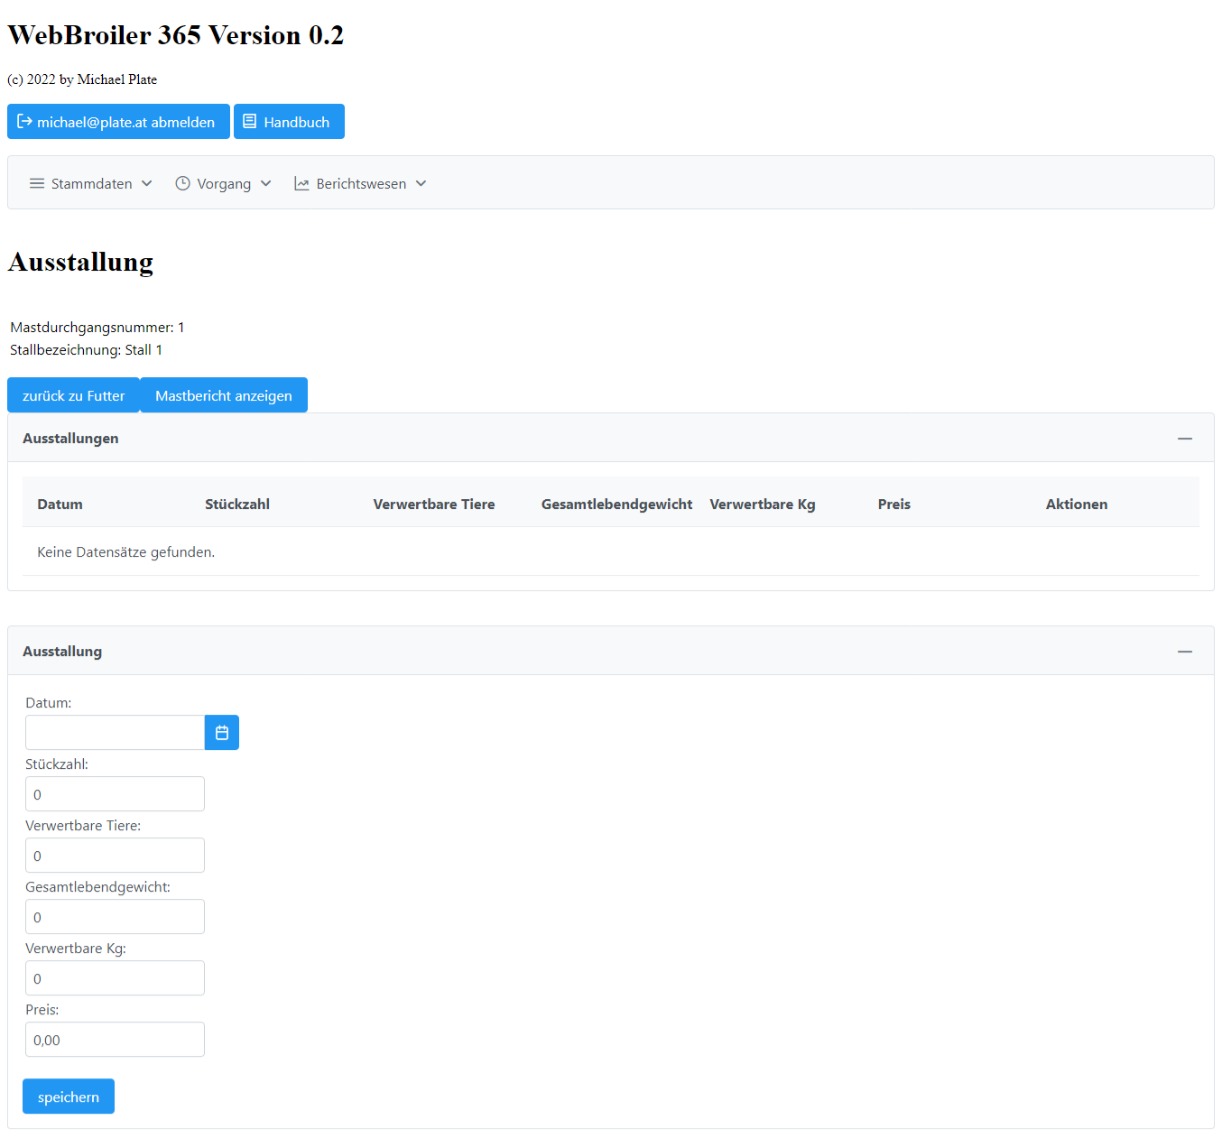 WebBroiler 365 Version 0.2
(c) 2022 by Michael Plate
michael@plate.at abmelden Handbuch
Stammdaten Vorgang Berichtswesen
Ausstallung
Mastdurchgangsnummer: 1
Stallbezeichnung: Stall 1
zurück zu Futter Mastbericht anzeigen
Ausstallungen
Datum Stückzahl Verwertbare Tiere Gesamtlebendgewicht Verwertbare Kg Preis Aktionen
Keine Datensätze gefunden.
Ausstallung
Datum:
Stückzahl:
0
Verwertbare Tiere:
0
Gesamtlebendgewicht:
0
Verwertbare Kg:
0
Preis:
0,00
speichern